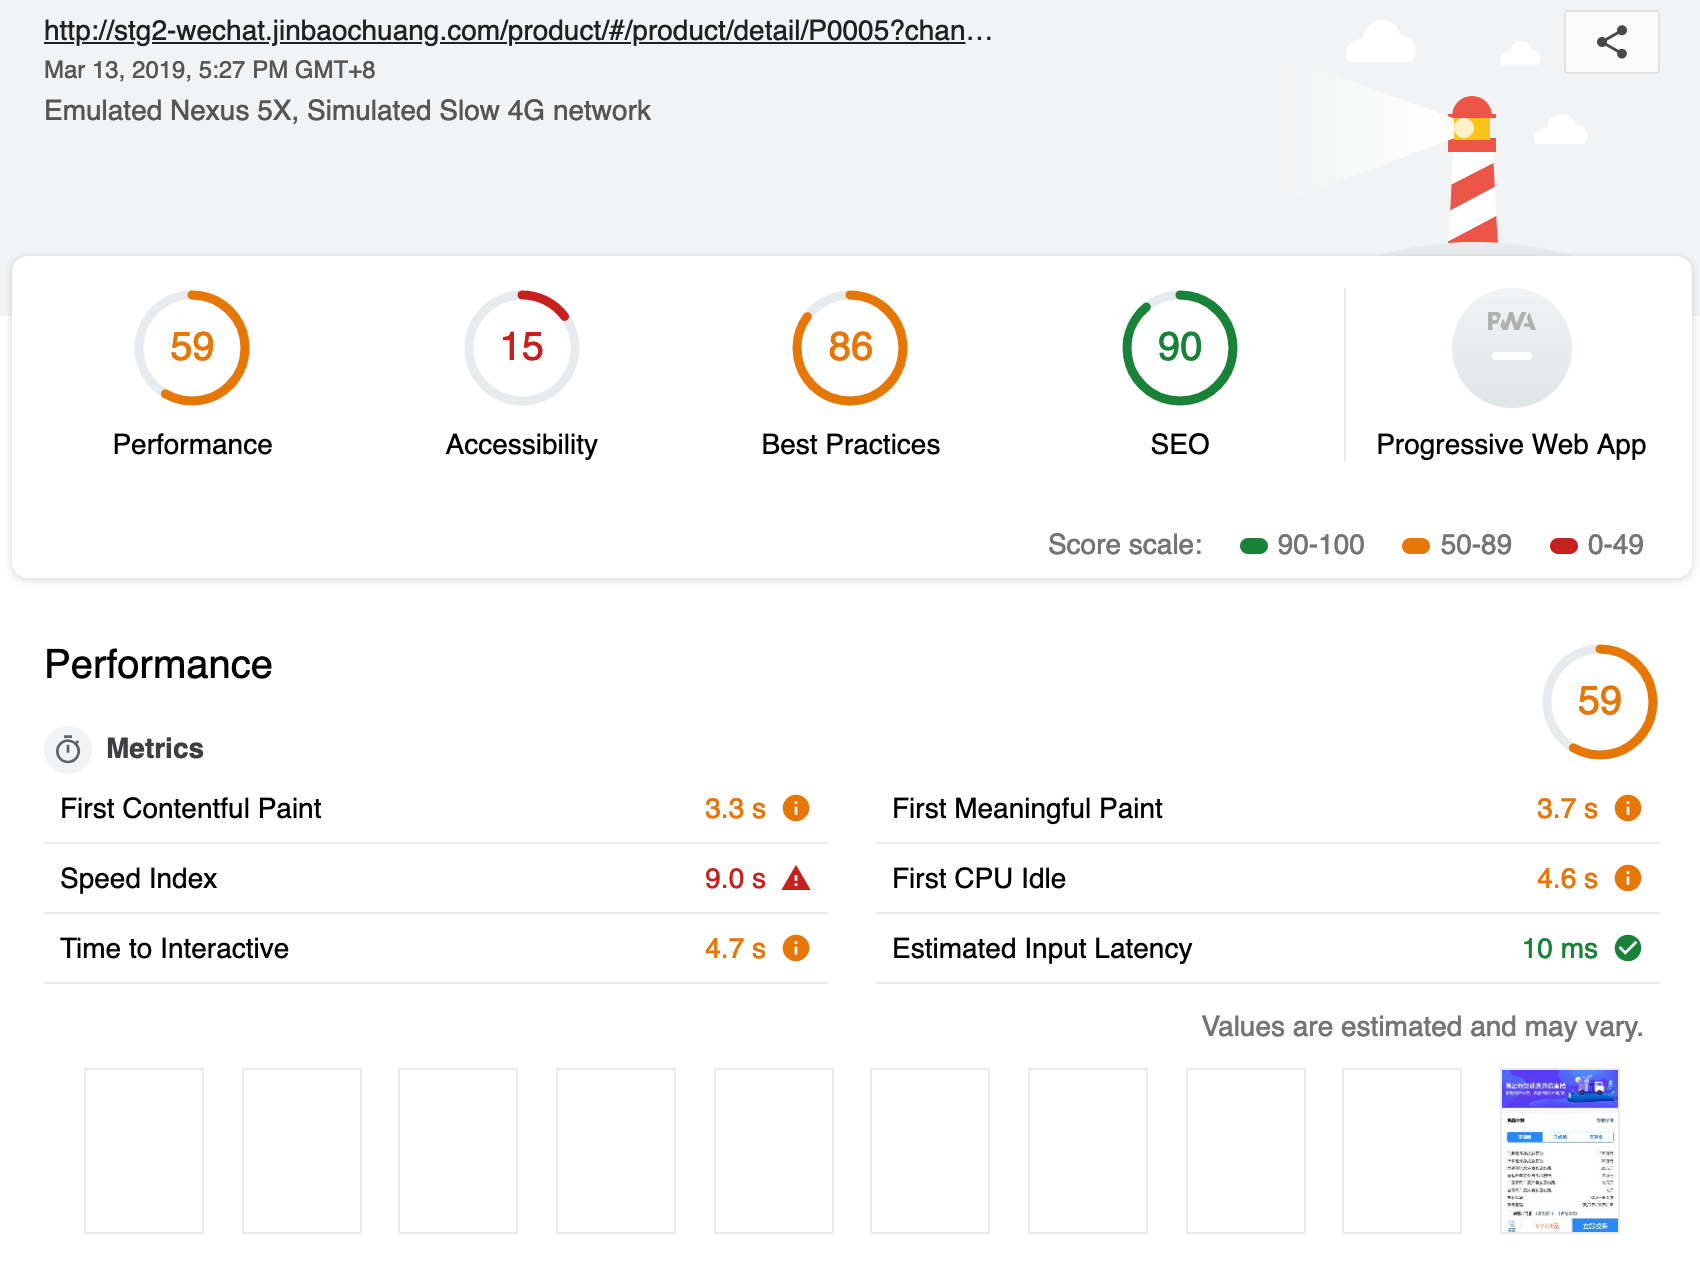 http://stg2-wechat.jinbaochuang.com/product/#/product/detail/P0005?chan…
Mar 13, 2019, 5:27 PM GMT+8
Emulated Nexus 5X, Simulated Slow 4G network
59
Performance
15
Accessibility
86
Best Practices
90
SEO
PWA
Progressive Web App
Score scale: 90-100 50-89 0-49
Performance
59
Metrics
First Contentful Paint 3.3 s
First Meaningful Paint 3.7 s
Speed Index 9.0 s
First CPU Idle 4.6 s
Time to Interactive 4.7 s
Estimated Input Latency 10 ms
Values are estimated and may vary.
立即投保